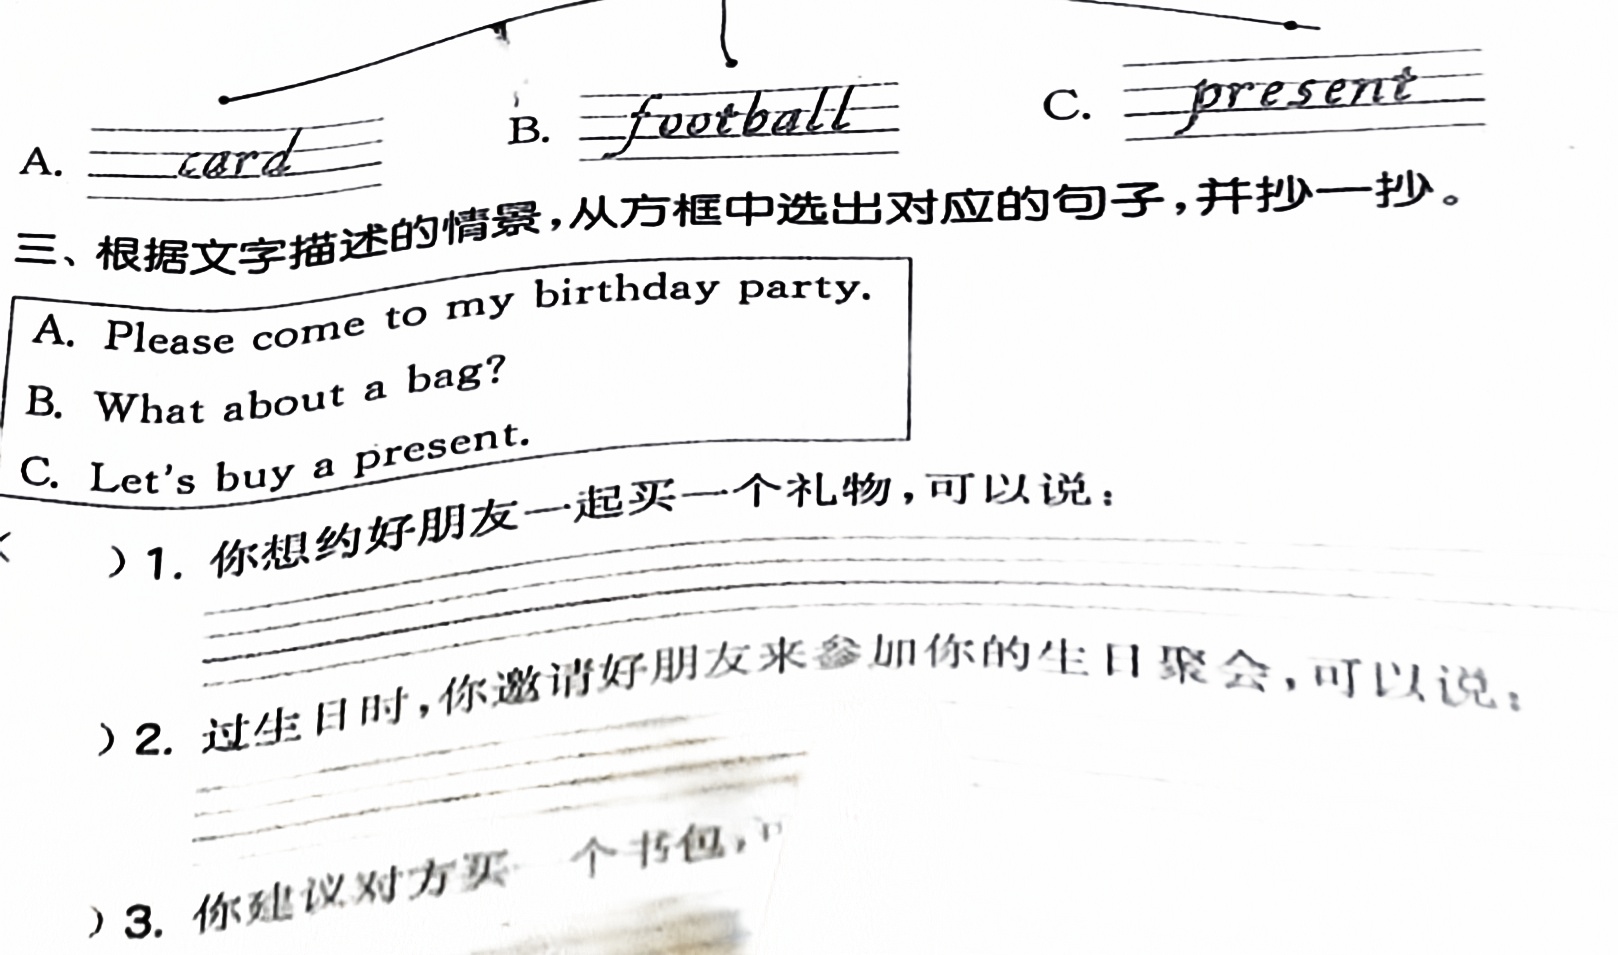 A. card B. football C. present
三、根据文字描述的情景,从方框中选出对应的句子,并抄一抄。
A. Please come to my birthday party.
B. What about a bag?
C. Let's buy a present.
( )1. 你想约好朋友一起买一个礼物,可以说:
)2. 过生日时,你邀请好朋友来参加你的生日聚会,可以说:
)3. 你建议对方买 个书包,